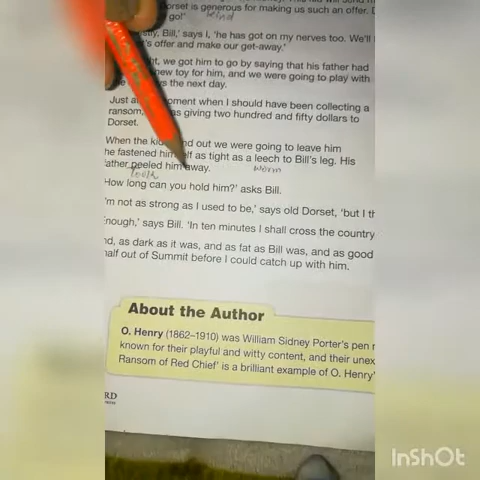 Dorset is generous for making us such an offer.
go!' kind
Bill,' says I, 'he has got on my nerves too. We'll
offer and make our get-away.'
we got him to go by saying that his father had
new toy for him, and we were going to play with
the next day.
Just at moment when I should have been collecting a
ransom, giving two hundred and fifty dollars to
Dorset.
When the out we were going to leave him
he fastened as tight as a leech to Bill's leg. His
father peeled him away.
Took worm
How long can you hold him?' asks Bill.
I'm not as strong as I used to be,' says old Dorset, 'but I
Enough,' says Bill. 'In ten minutes I shall cross the country
as dark as it was, and as fat as Bill was, and as good
half out of Summit before I could catch up with him.
About the Author
O. Henry (1862–1910) was William Sidney Porter's pen
known for their playful and witty content, and their
Ransom of Red Chief' is a brilliant example of O. Henry'
RD
InShOt